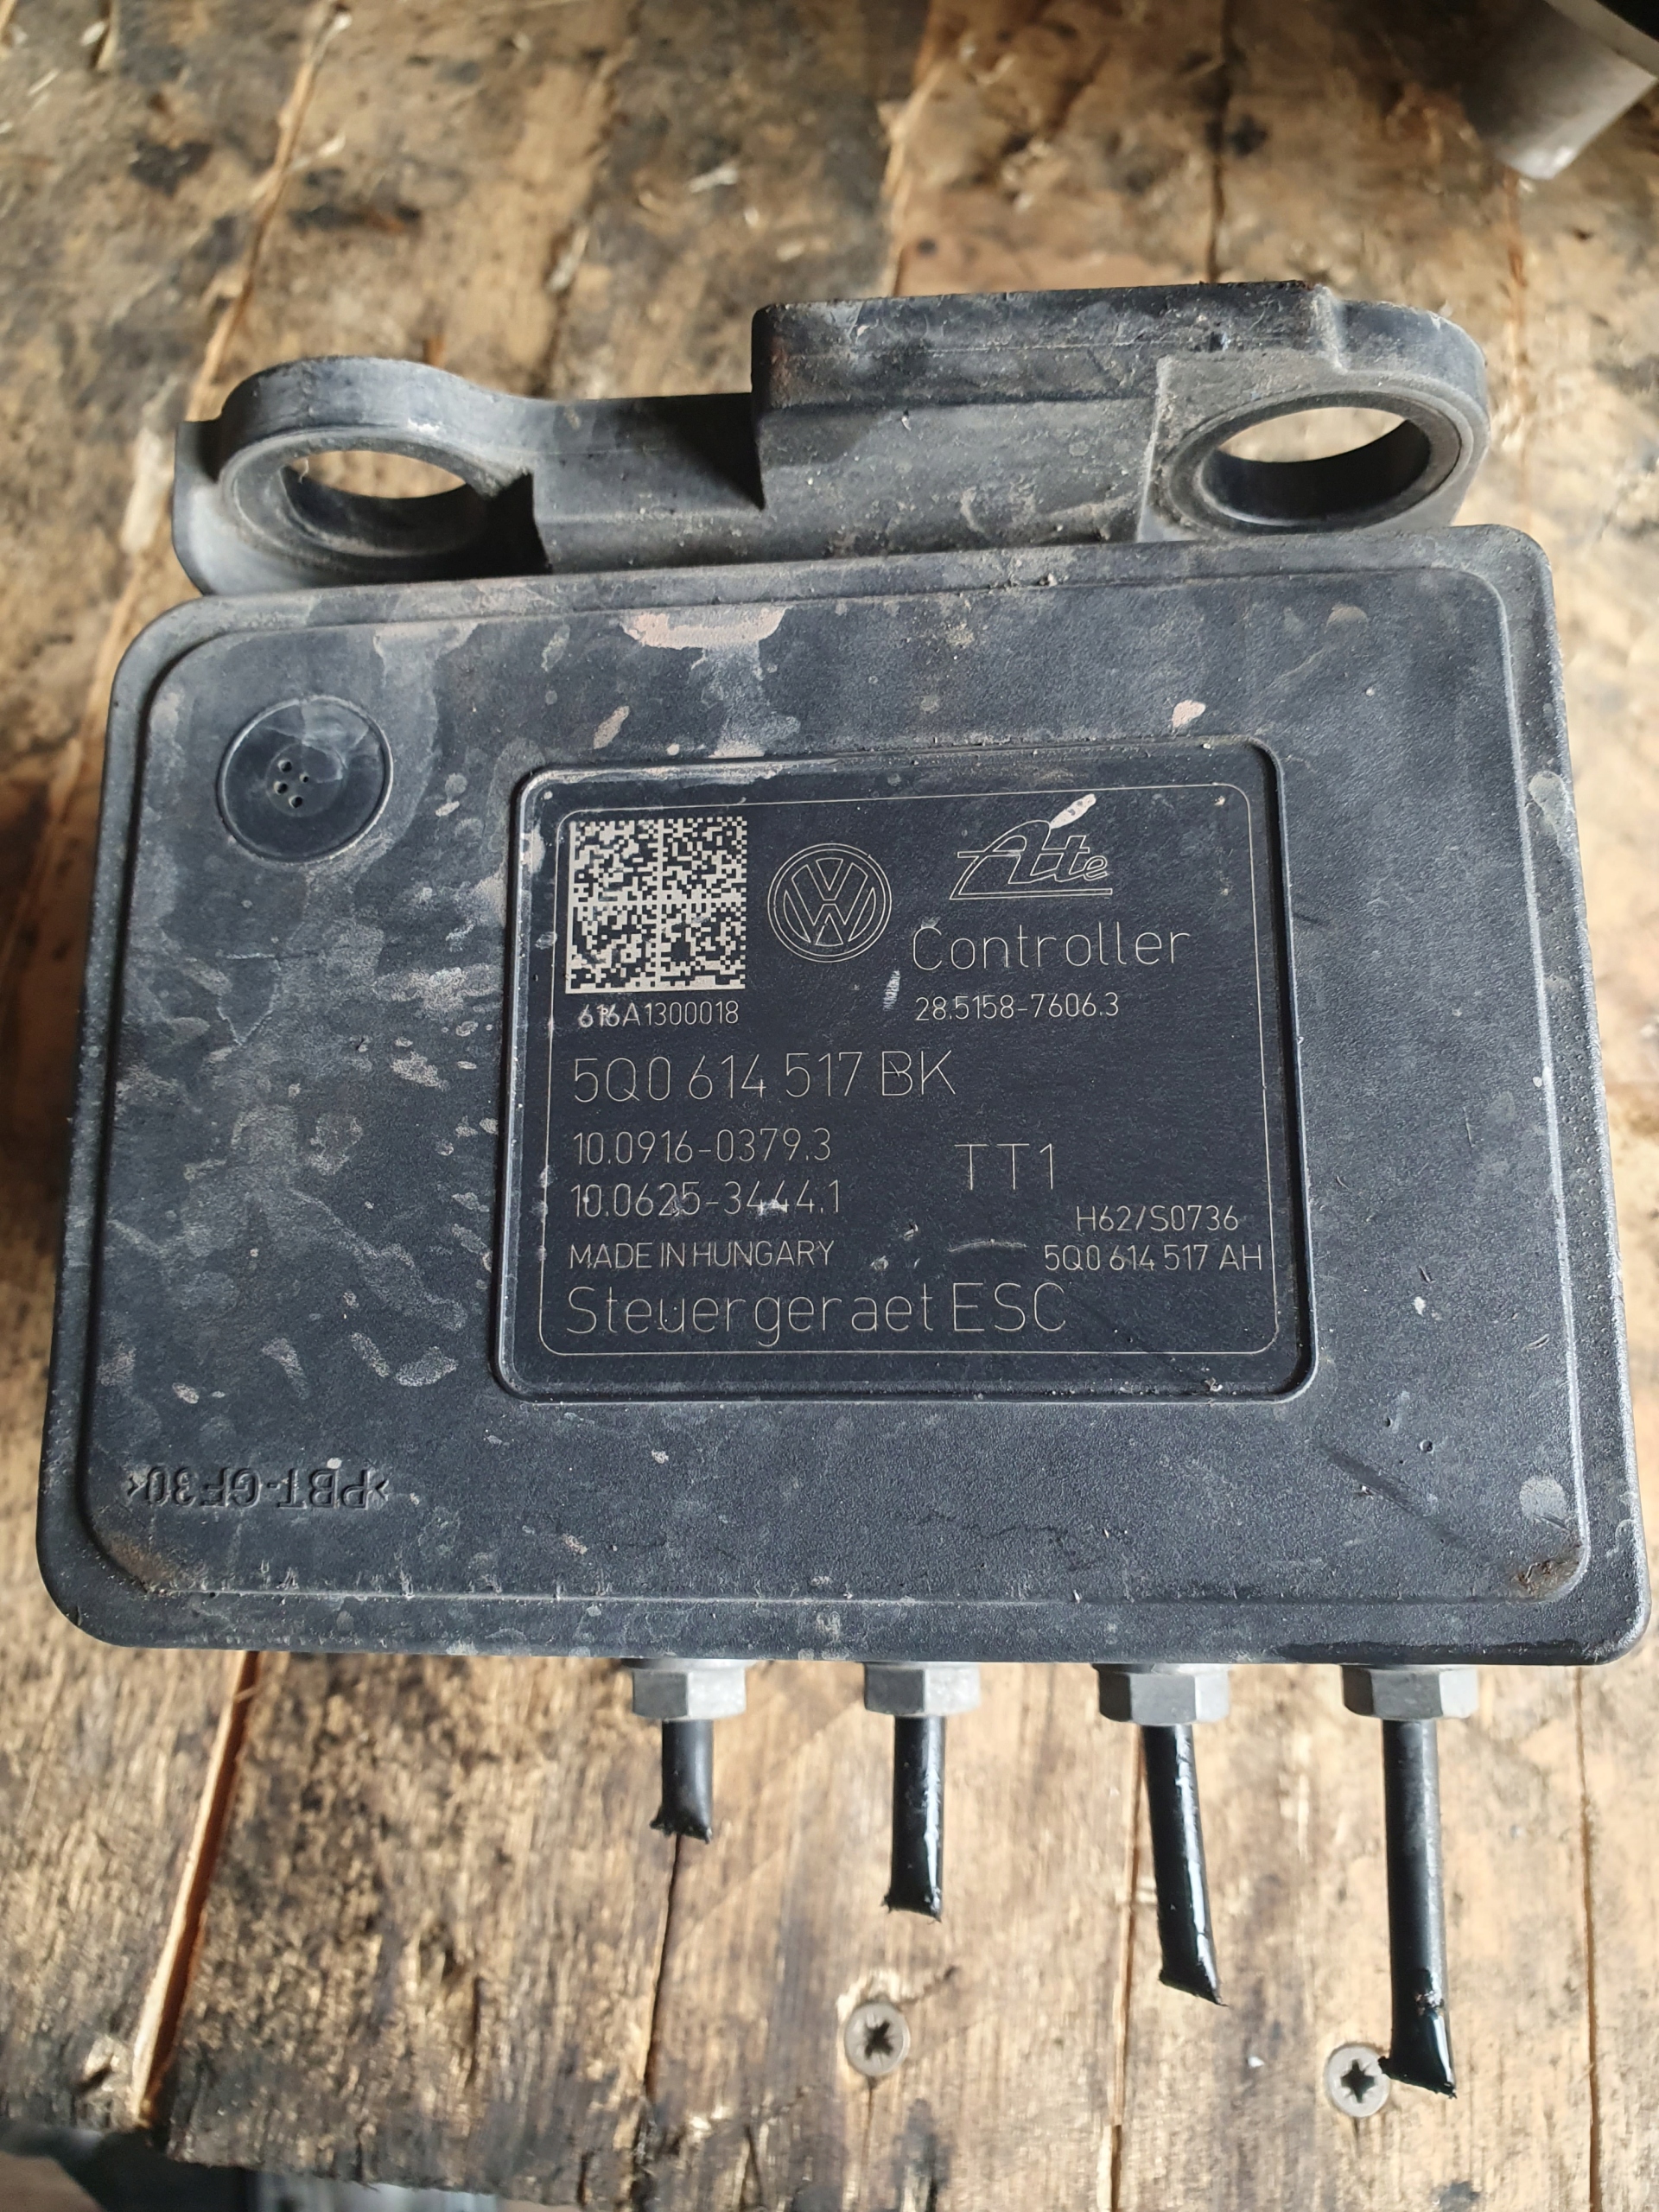 Ate
Controller
616A1300018
28.5158-7606.3
5Q0 614 517 BK
10.0916-0379.3
TT1
10.0625-3444.1
H62/S0736
MADE IN HUNGARY
5Q0 614 517 AH
Steuergeraet ESC
>PBT-GF30<